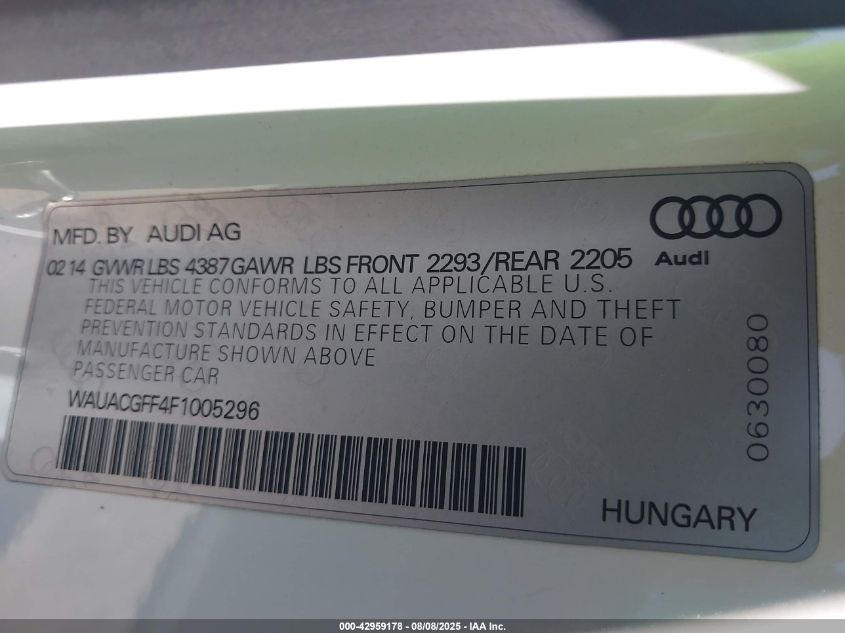 MFD. BY AUDI AG
Audi
02 14 GVWR LBS 4387 GAWR LBS FRONT 2293/REAR 2205
THIS VEHICLE CONFORMS TO ALL APPLICABLE U.S.
FEDERAL MOTOR VEHICLE SAFETY, BUMPER AND THEFT
PREVENTION STANDARDS IN EFFECT ON THE DATE OF
MANUFACTURE SHOWN ABOVE
PASSENGER CAR
WAUACGFF4F1005296
0630080
HUNGARY
000-42959178 - 08/08/2025 - IAA Inc.